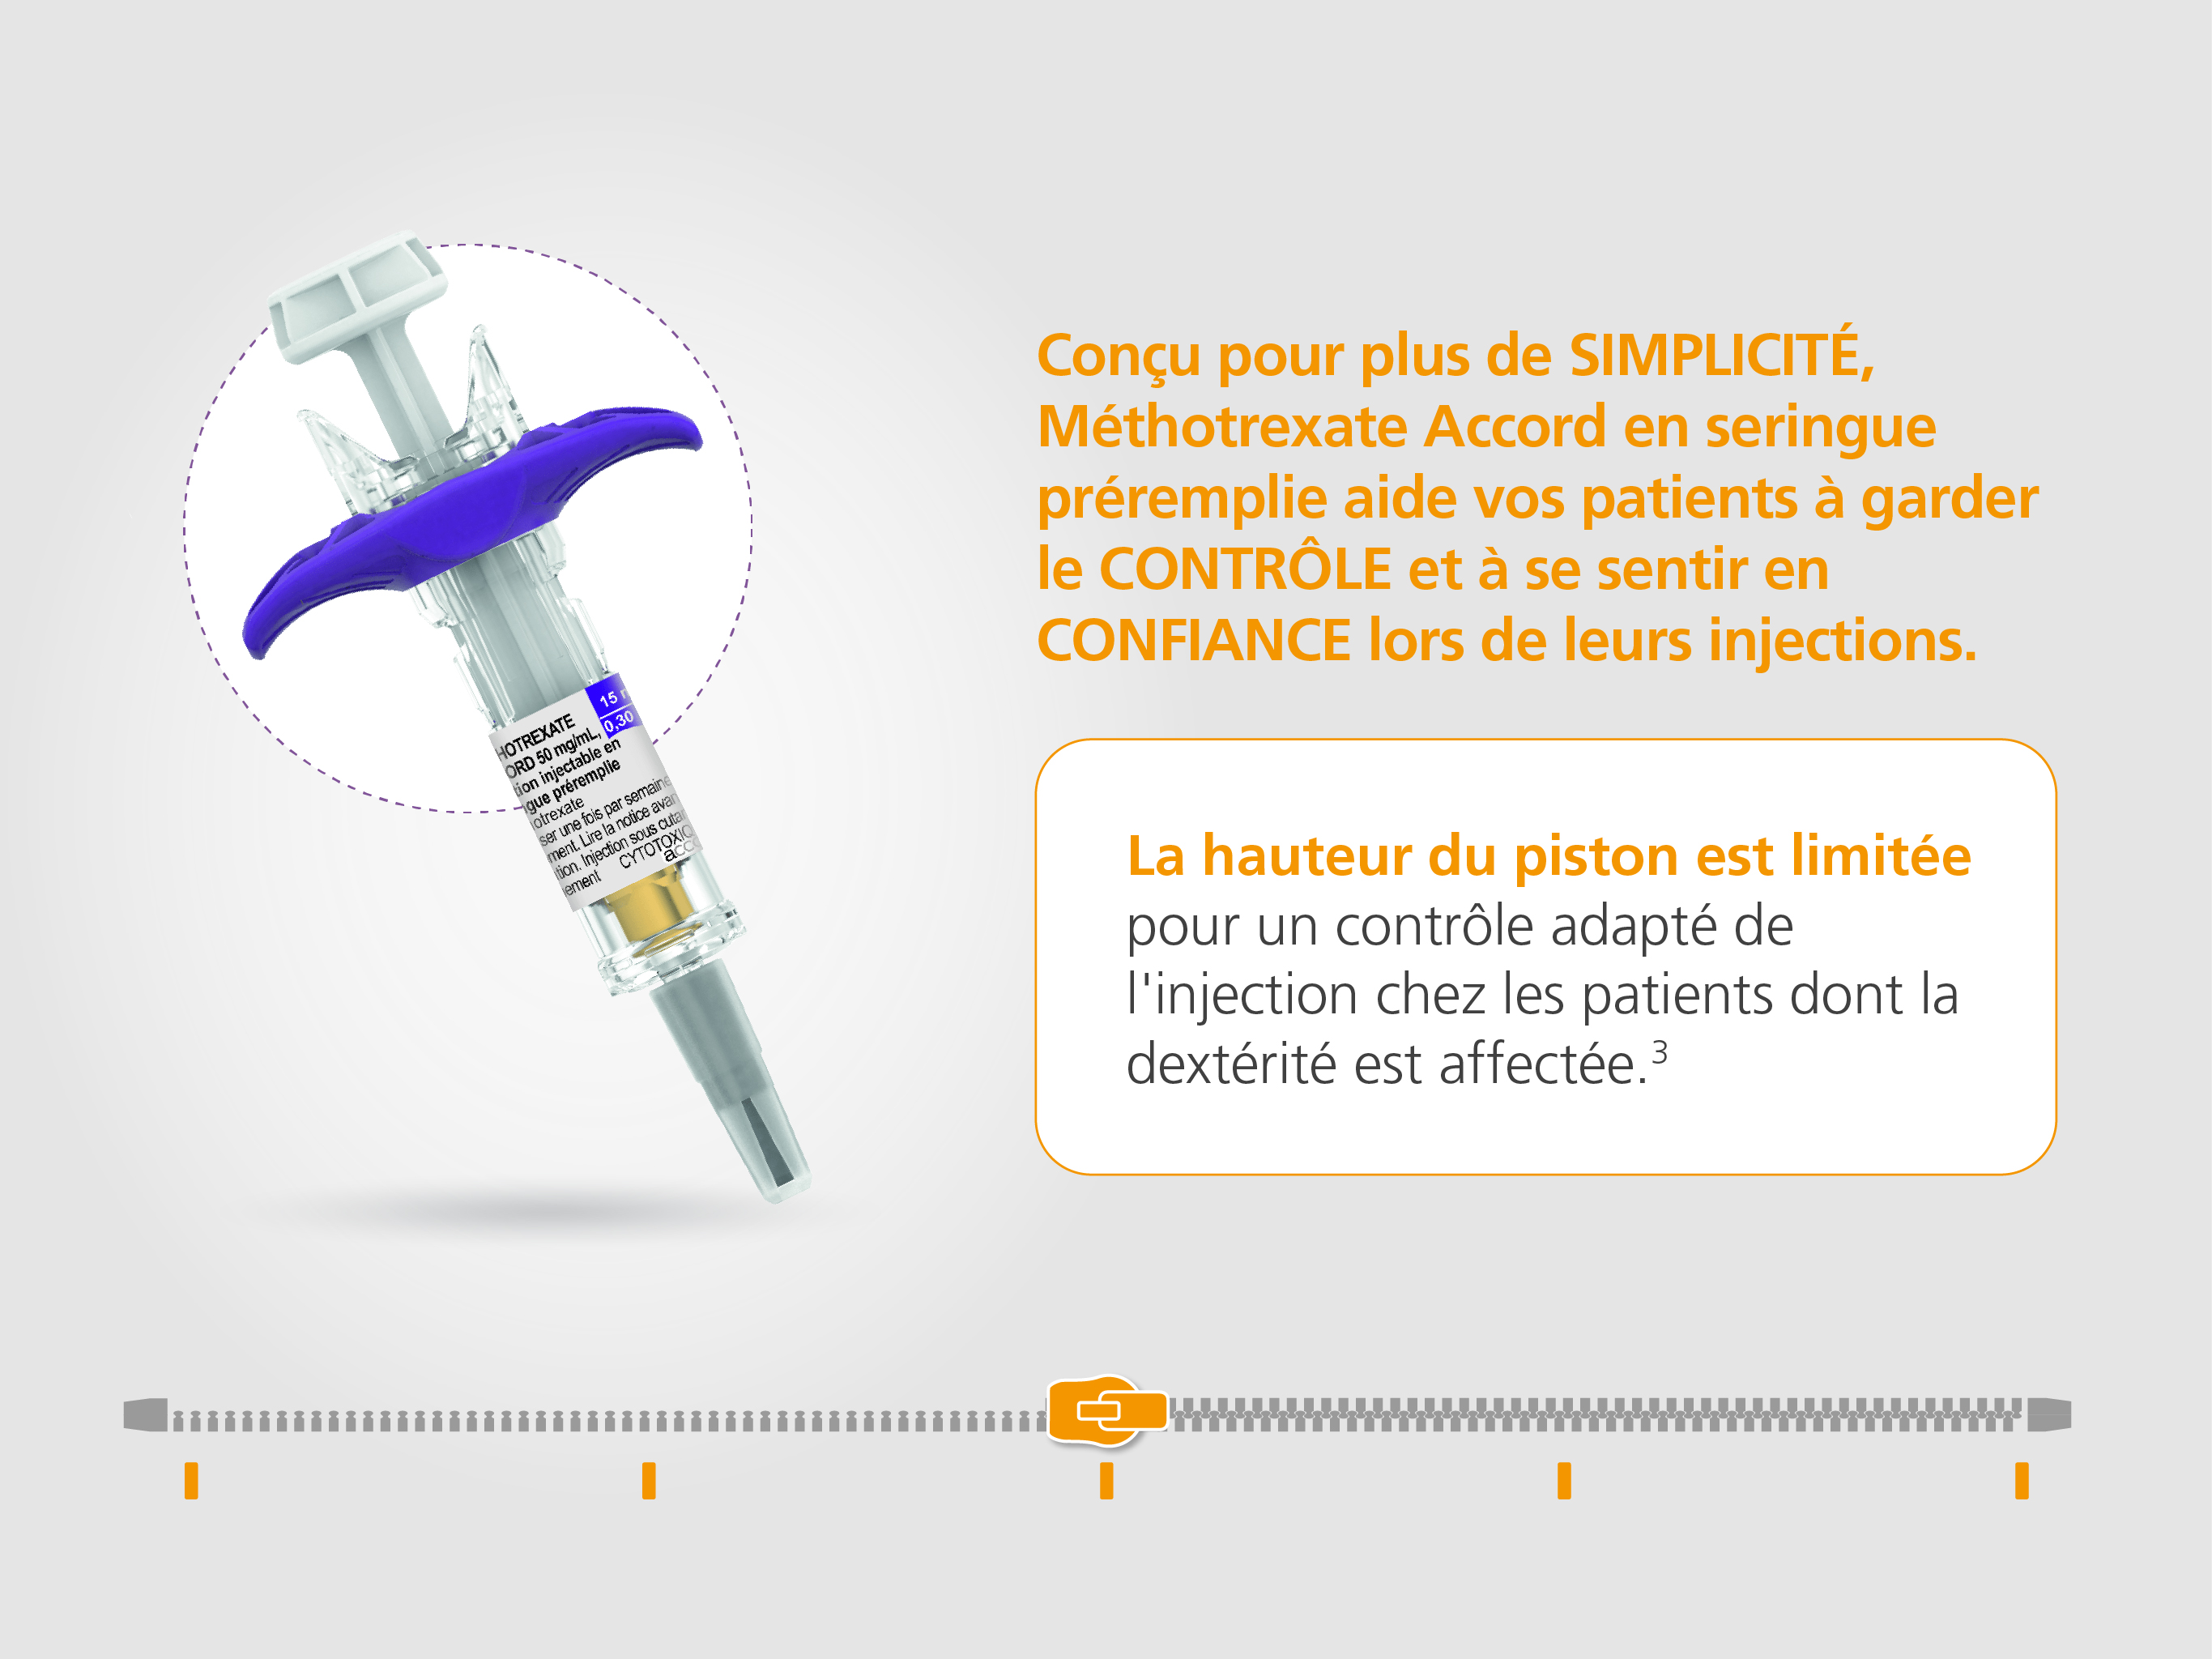 Conçu pour plus de SIMPLICITÉ,
Méthotrexate Accord en seringue
préremplie aide vos patients à garder
le CONTRÔLE et à se sentir en
CONFIANCE lors de leurs injections.
La hauteur du piston est limitée
pour un contrôle adapté de
l'injection chez les patients dont la
dextérité est affectée.3
15
0,30
HOTREXATE
ORD 50 mg/mL,
tion injectable en
gue préremplie
otrexate
ser une fois par semaine
ment. Lire la notice avan
tion. Injection sous cuta
ement CYTOTOXIQ
acc